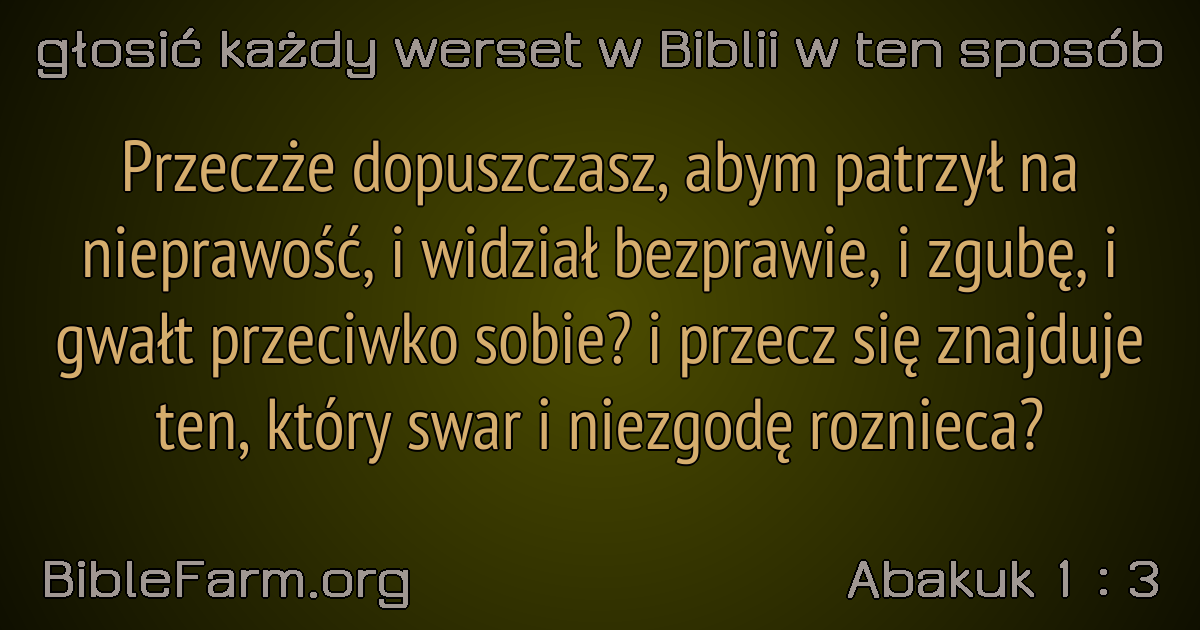 głosić każdy werset w Biblii w ten sposób
Przeczże dopuszczasz, abym patrzył na
nieprawość, i widział bezprawie, i zgubę, i
gwałt przeciwko sobie? i przecz się znajduje
ten, który swar i niezgodę roznieca?
BibleFarm.org
Abakuk 1 : 3